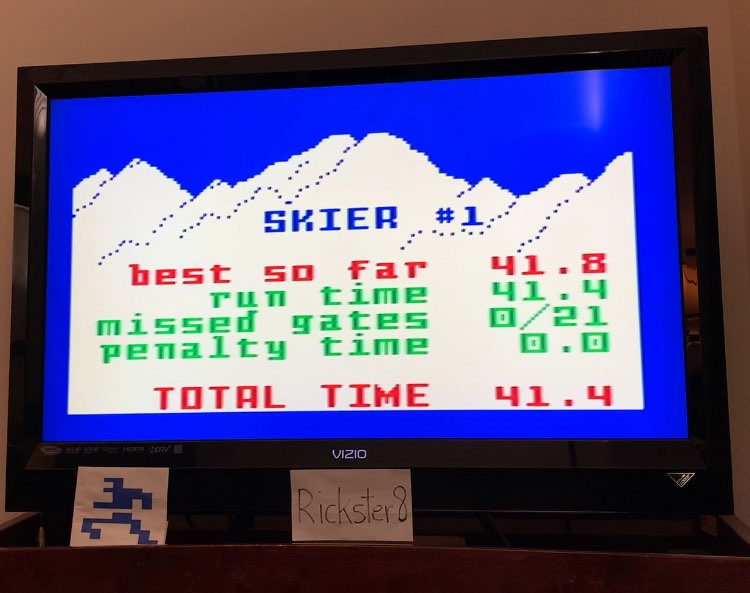 SKIER #1
best so far 41.8
run time 41.4
missed gates 0/21
penalty time 0.0
TOTAL TIME 41.4
VIZIO
Rickster8